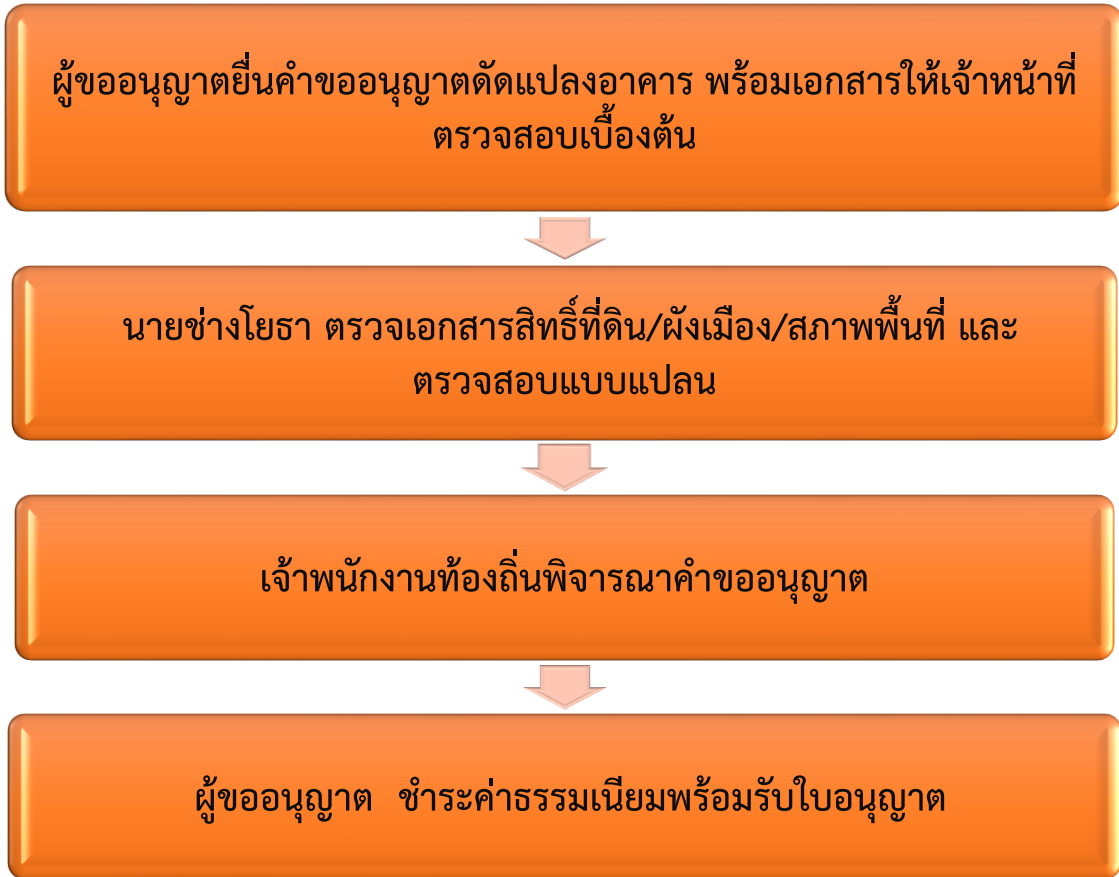 ผู้ขออนุญาตยื่นคำขออนุญาตดัดแปลงอาคาร พร้อมเอกสารให้เจ้าหน้าที่
ตรวจสอบเบื้องต้น
นายช่างโยธา ตรวจเอกสารสิทธิ์ที่ดิน/ผังเมือง/สภาพพื้นที่ และ
ตรวจสอบแบบแปลน
เจ้าพนักงานท้องถิ่นพิจารณาคำขออนุญาต
ผู้ขออนุญาต ชำระค่าธรรมเนียมพร้อมรับใบอนุญาต